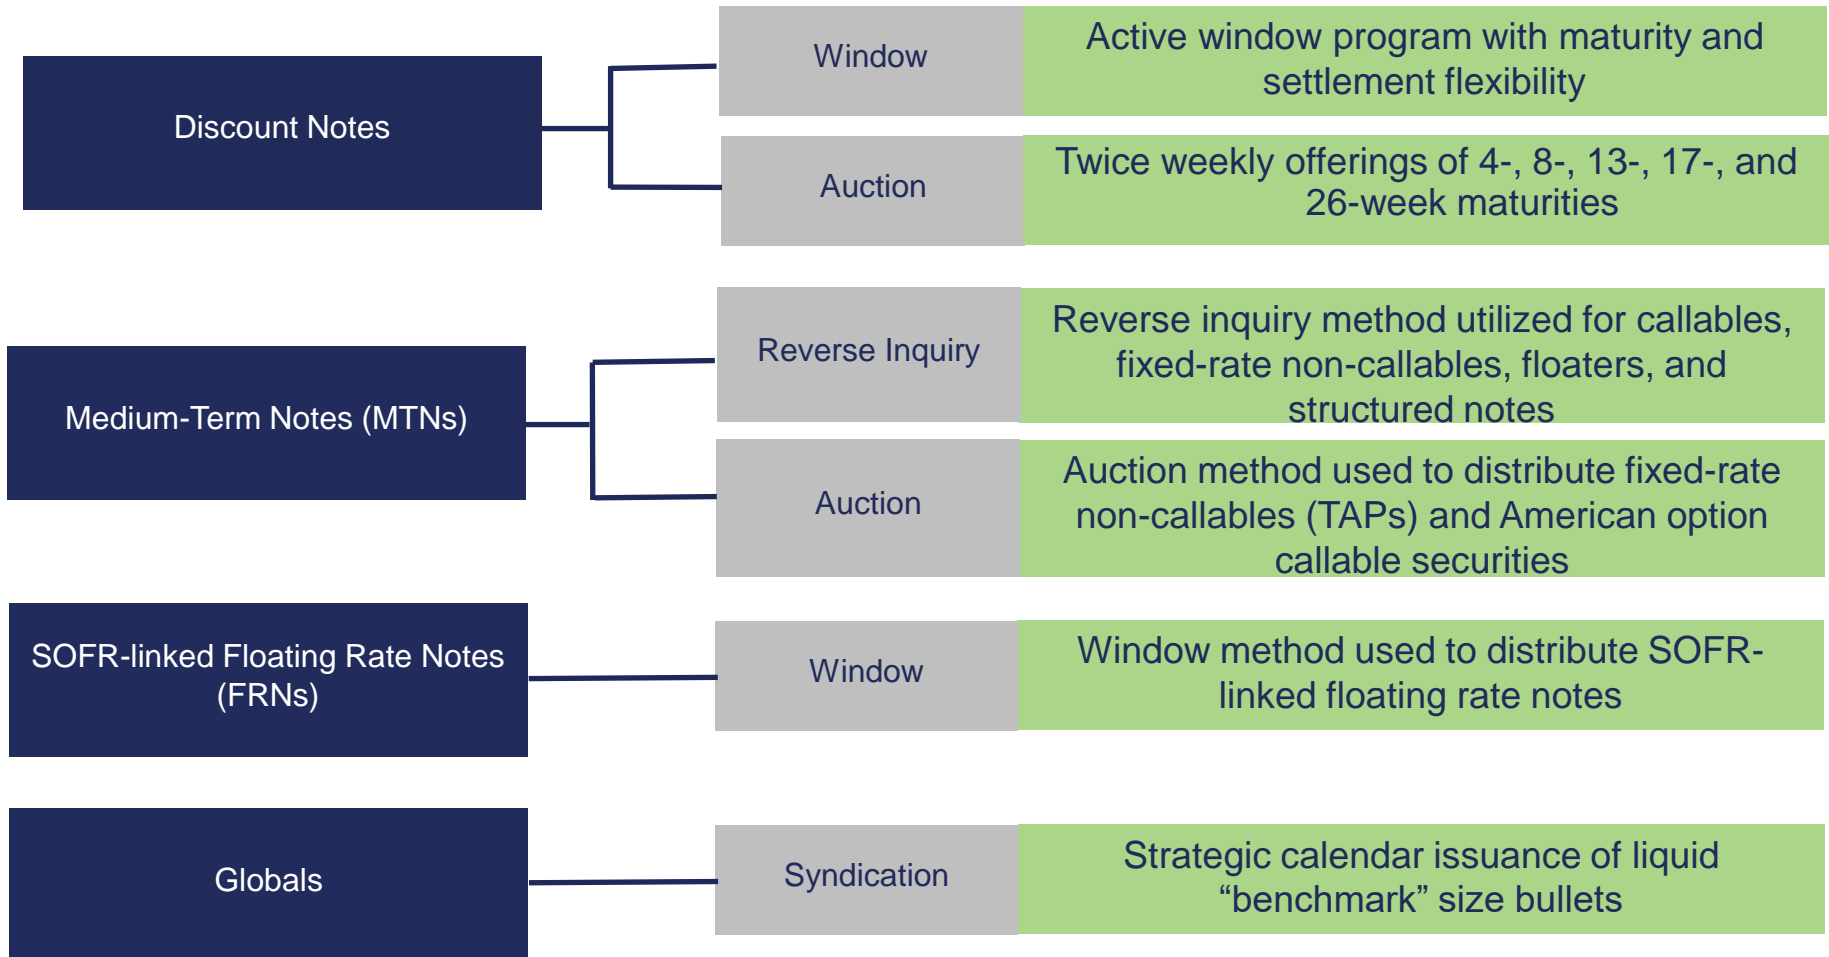 Discount Notes
Window
Active window program with maturity and
settlement flexibility
Auction
Twice weekly offerings of 4-, 8-, 13-, 17-, and
26-week maturities
Medium-Term Notes (MTNs)
Reverse Inquiry
Reverse inquiry method utilized for callables,
fixed-rate non-callables, floaters, and
structured notes
Auction
Auction method used to distribute fixed-rate
non-callables (TAPs) and American option
callable securities
SOFR-linked Floating Rate Notes
(FRNs)
Window
Window method used to distribute SOFR-
linked floating rate notes
Globals
Syndication
Strategic calendar issuance of liquid
“benchmark” size bullets